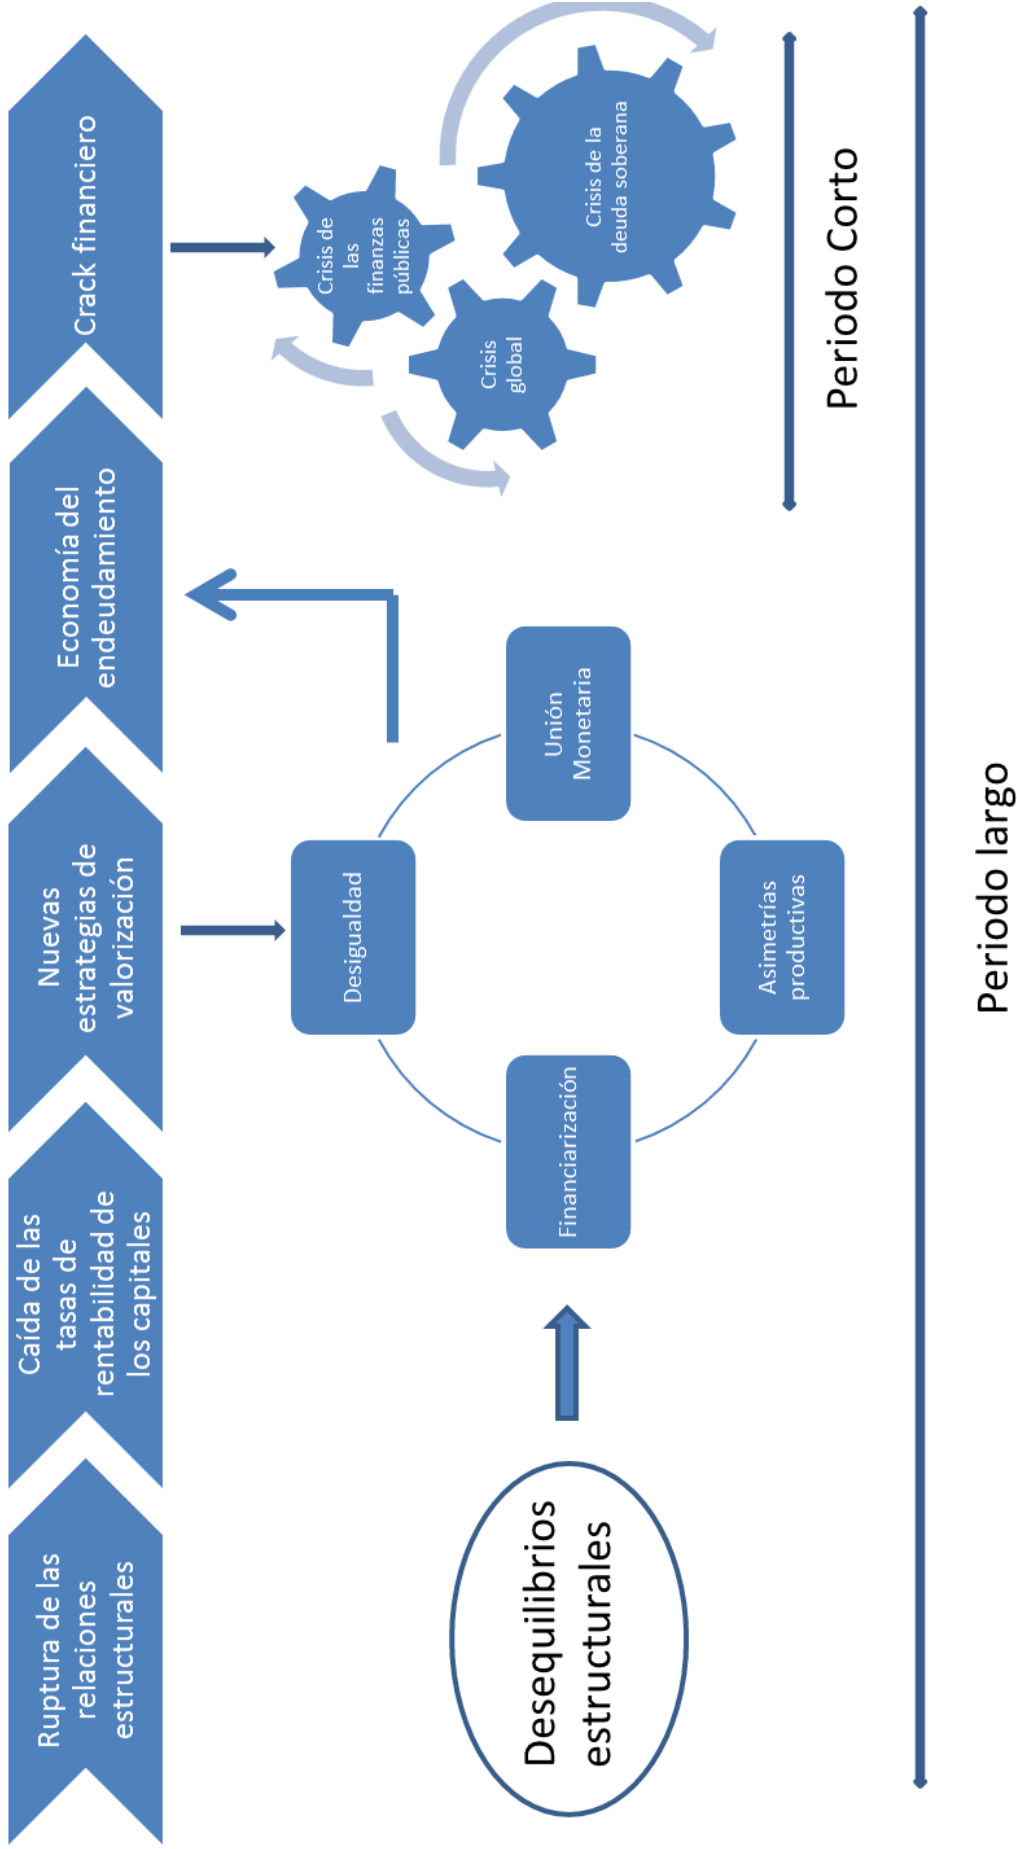 Ruptura de las
relaciones
estructurales
Caída de las
tasas de
rentabilidad de
los capitales
Nuevas
estrategias de
valorización
Economía del
endeudamiento
Crack financiero
Desequilibrios
estructurales
Financiarización
Desigualdad
Unión
Monetaria
Asimetrías
productivas
Crisis de
las
finanzas
públicas
Crisis
global
Crisis de la
deuda soberana
Periodo Corto
Periodo largo